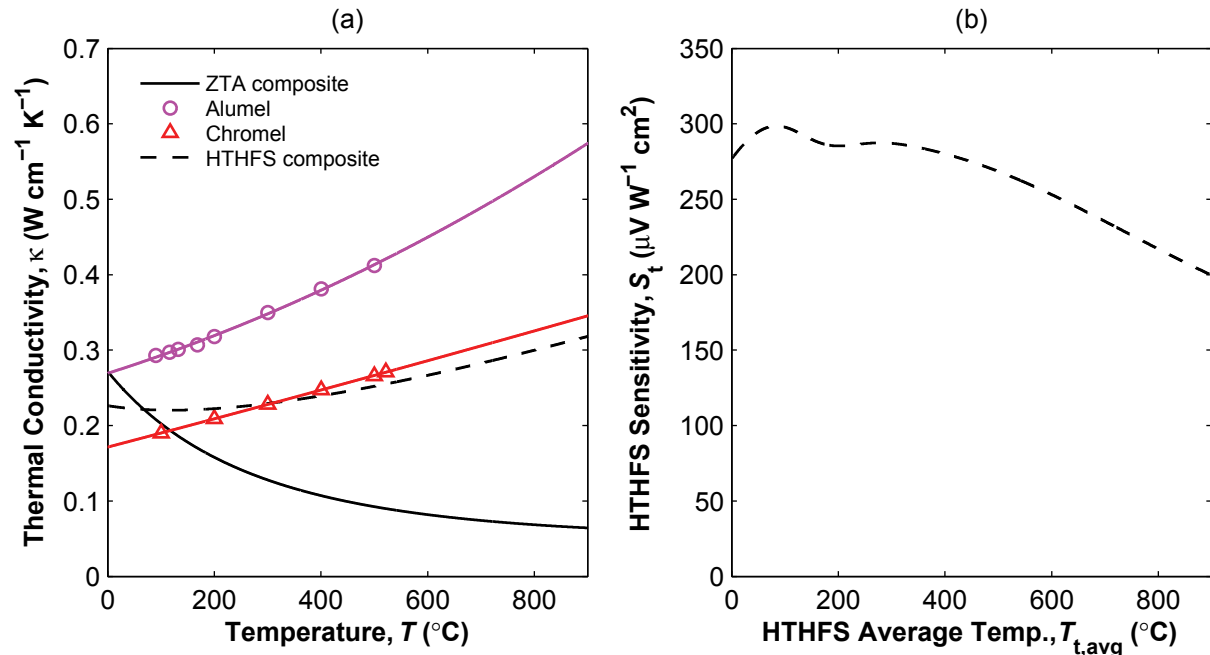 (a)
0.7
0.6
0.5
0.4
0.3
0.2
0.1
0
Thermal Conductivity, κ (W cm⁻¹ K⁻¹)
ZTA composite
Alumel
Chromel
HTHFS composite
0 200 400 600 800
Temperature, T (°C)
(b)
350
300
250
200
150
100
50
0
HTHFS Sensitivity, Sₜ (μV W⁻¹ cm²)
0 200 400 600 800
HTHFS Average Temp., T_t,avg (°C)